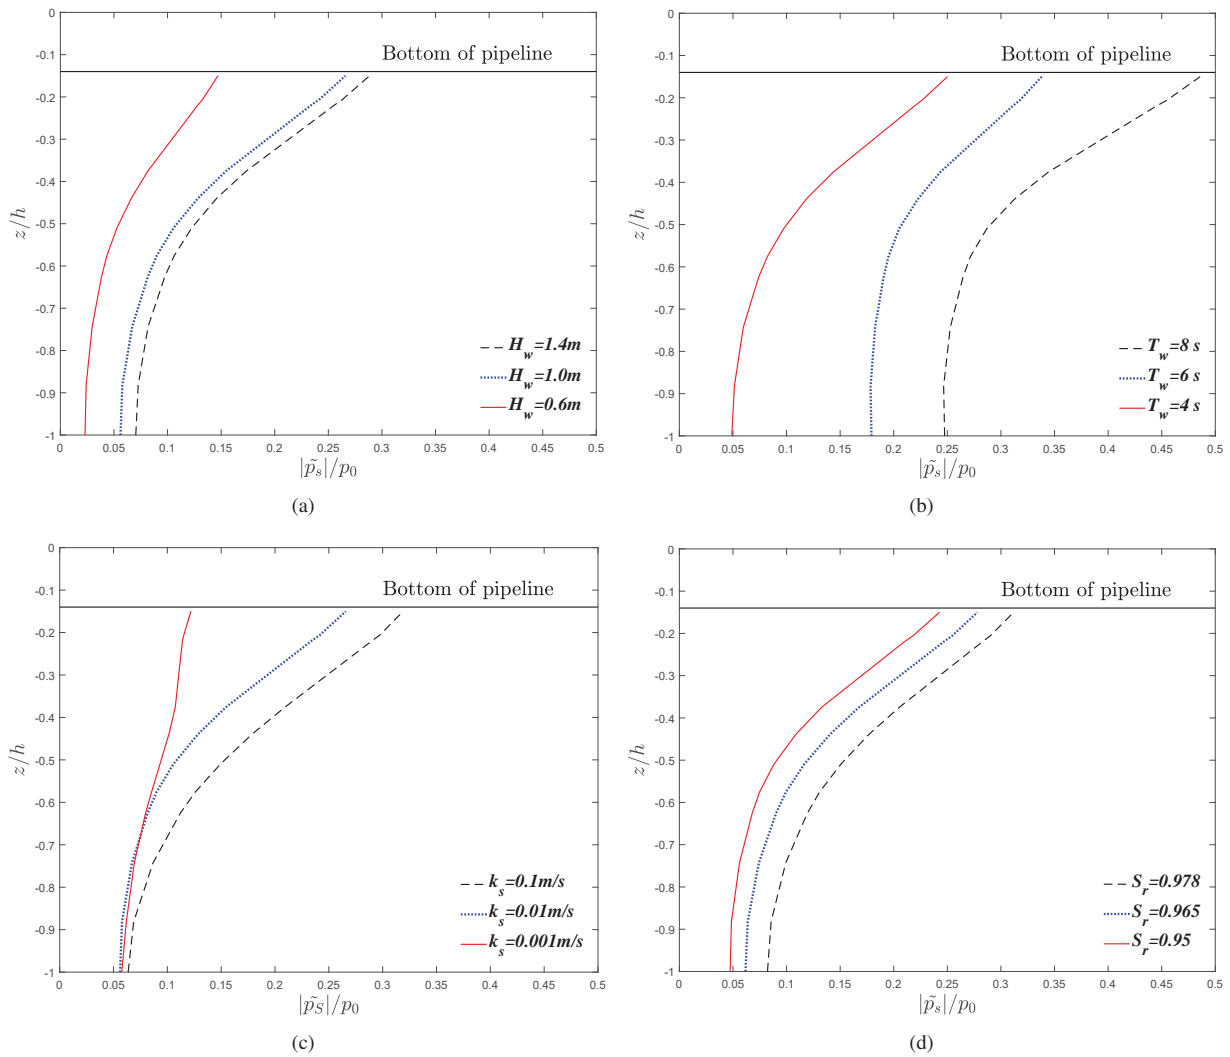 0
-0.1
-0.2
-0.3
-0.4
-0.5
-0.6
-0.7
-0.8
-0.9
-1
z/h
Bottom of pipeline
H_w=1.4m
H_w=1.0m
H_w=0.6m
0 0.05 0.1 0.15 0.2 0.25 0.3 0.35 0.4 0.45 0.5
|p̃_s|/p_0
(a)
0
-0.1
-0.2
-0.3
-0.4
-0.5
-0.6
-0.7
-0.8
-0.9
-1
z/h
Bottom of pipeline
T_w=8 s
T_w=6 s
T_w=4 s
0 0.05 0.1 0.15 0.2 0.25 0.3 0.35 0.4 0.45 0.5
|p̃_s|/p_0
(b)
0
-0.1
-0.2
-0.3
-0.4
-0.5
-0.6
-0.7
-0.8
-0.9
-1
z/h
Bottom of pipeline
k_s=0.1m/s
k_s=0.01m/s
k_s=0.001m/s
0 0.05 0.1 0.15 0.2 0.25 0.3 0.35 0.4 0.45 0.5
|p̃_S|/p_0
(c)
0
-0.1
-0.2
-0.3
-0.4
-0.5
-0.6
-0.7
-0.8
-0.9
-1
z/h
Bottom of pipeline
S_r=0.978
S_r=0.965
S_r=0.95
0 0.05 0.1 0.15 0.2 0.25 0.3 0.35 0.4 0.45 0.5
|p̃_s|/p_0
(d)